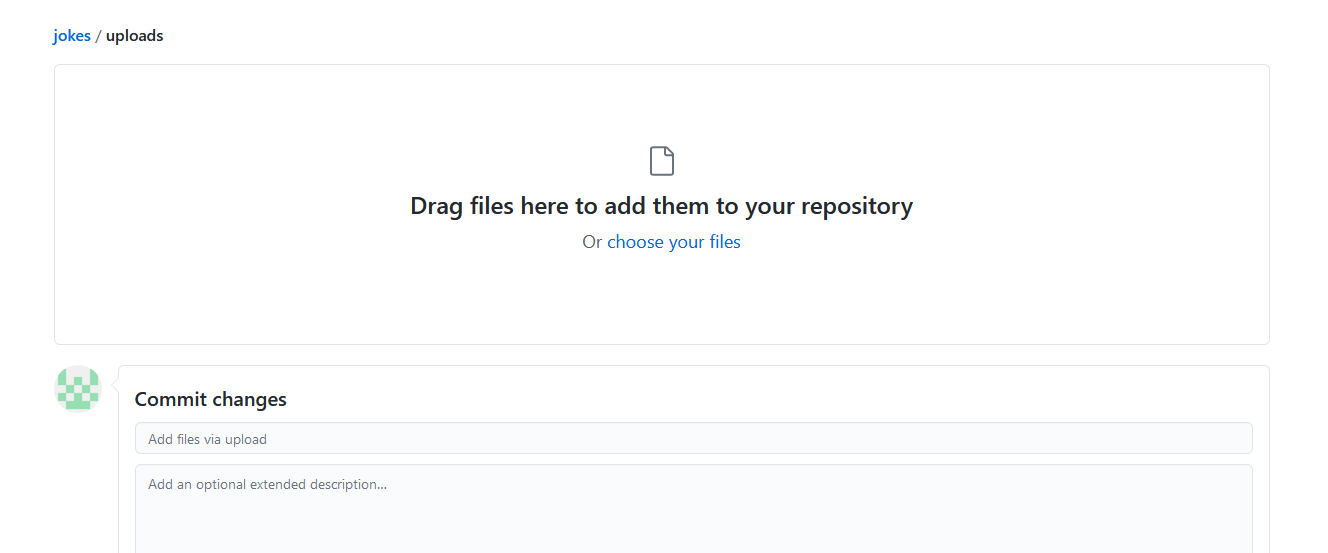 jokes / uploads
Drag files here to add them to your repository
Or choose your files
Commit changes
Add files via upload
Add an optional extended description...